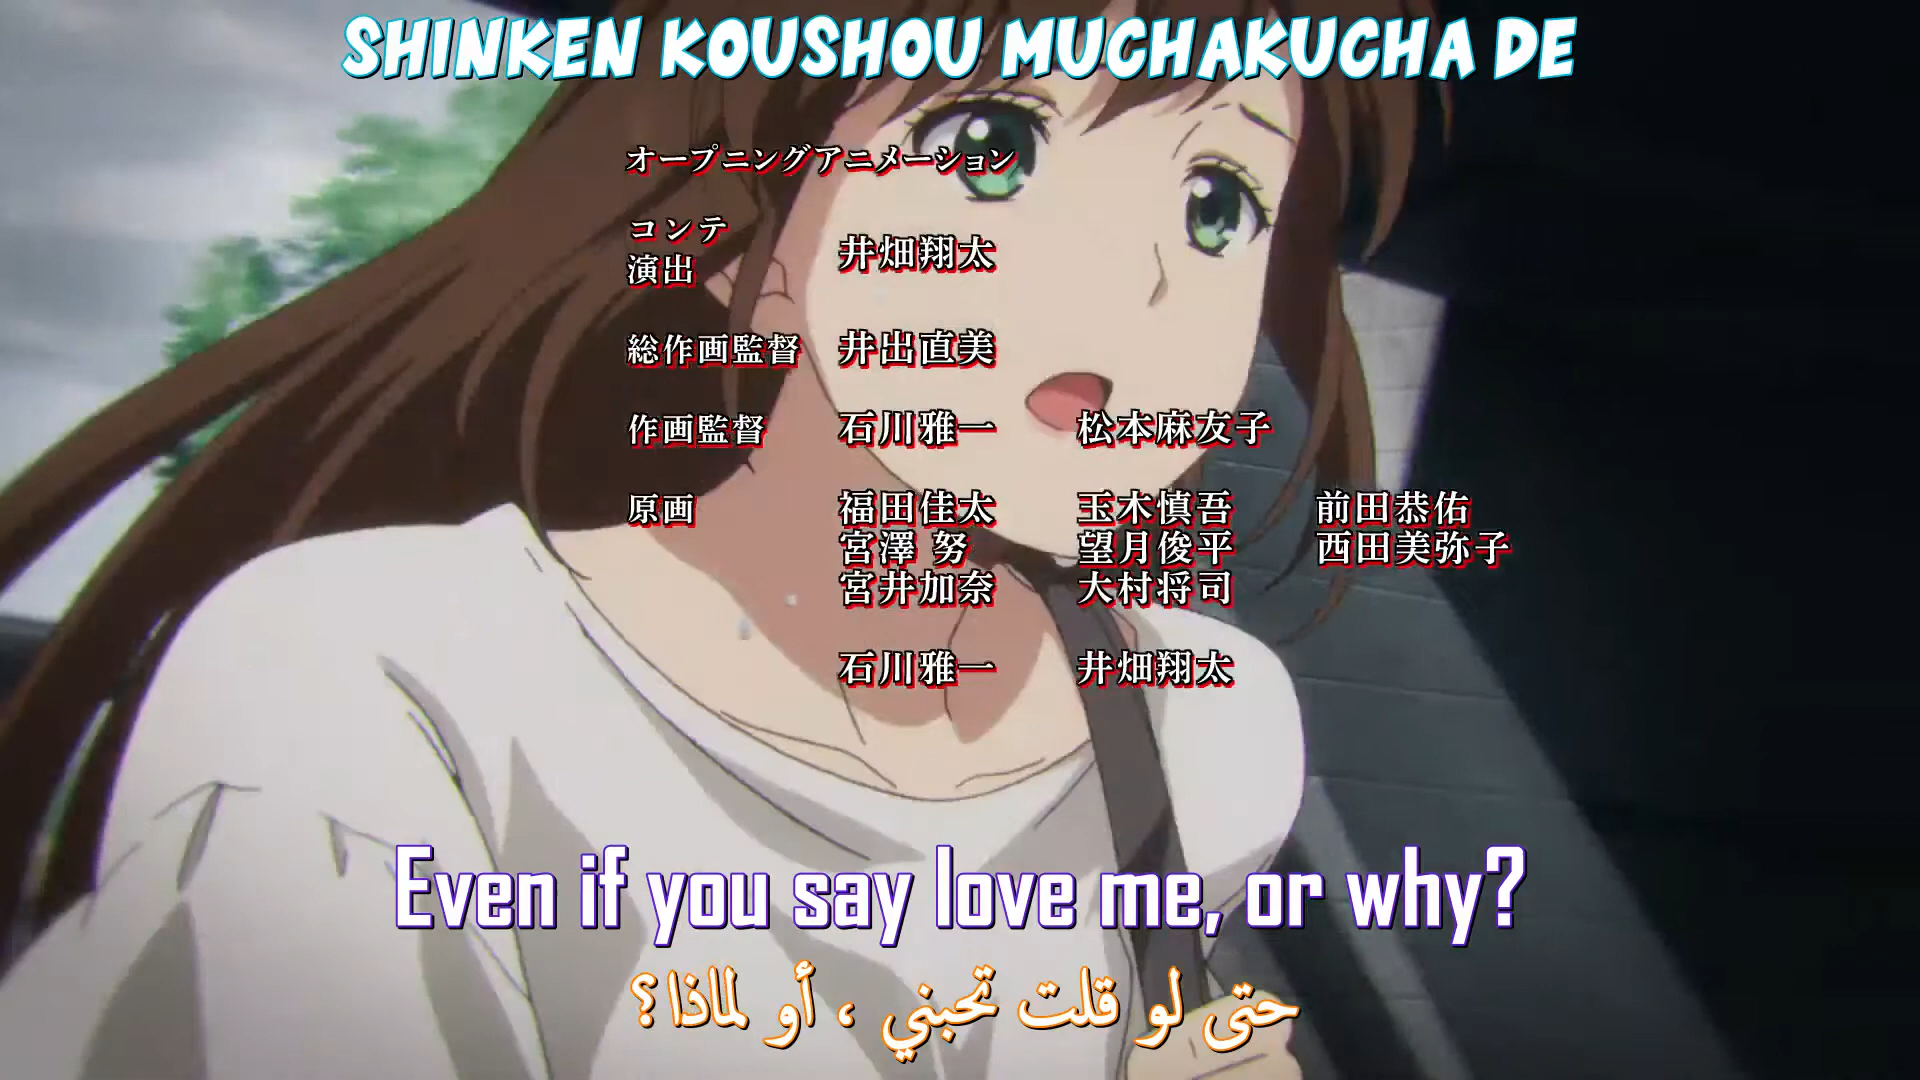 SHINKEN KOUSHOU MUCHAKUCHA DE
オープニングアニメーション
コンテ
演出
井畑翔太
総作画監督 井出直美
作画監督 石川雅一 松本麻友子
原画 福田佳太 玉木慎吾 前田恭佑
宮澤 努 望月俊平 西田美弥子
宮井加奈 大村将司
石川雅一 井畑翔太
Even if you say love me, or why?
حتى لو قلت تحبني ، أو لماذا؟